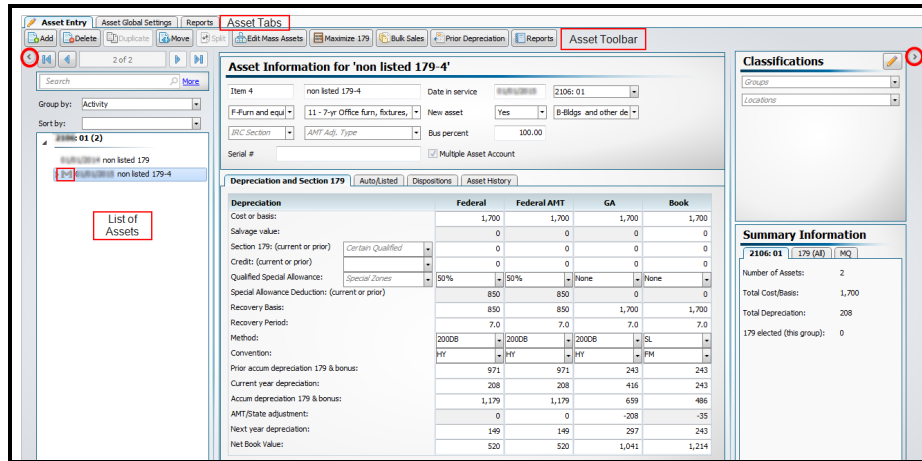 Asset Entry Asset Global Settings Reports Asset Tabs
Add Delete Duplicate Move Split Edit Mass Assets Maximize 179 Bulk Sales Prior Depreciation Reports Asset Toolbar
2 of 2
Search More
Group by: Activity
Sort by:
2106: 01 (2)
non listed 179
[M] non listed 179-4
List of
Assets
Asset Information for 'non listed 179-4'
Item 4 non listed 179-4 Date in service 2106: 01
F-Furn and equi 11 - 7-yr Office furn, fixtures, New asset Yes B-Bldgs and other de
IRC Section AMT Adj. Type Bus percent 100.00
Serial # Multiple Asset Account
Depreciation and Section 179 Auto/Listed Dispositions Asset History
Depreciation Federal Federal AMT GA Book
Cost or basis: 1,700 1,700 1,700 1,700
Salvage value: 0 0 0 0
Section 179: (current or prior) Certain Qualified 0 0 0 0
Credit: (current or prior) 0 0 0 0
Qualified Special Allowance: Special Zones 50% 50% None None
Special Allowance Deduction: (current or prior) 850 850 0 0
Recovery Basis: 850 850 1,700 1,700
Recovery Period: 7.0 7.0 7.0 7.0
Method: 200DB 200DB 200DB SL
Convention: HY HY HY FM
Prior accum depreciation 179 & bonus: 971 971 243 243
Current year depreciation: 208 208 416 243
Accum depreciation 179 & bonus: 1,179 1,179 659 486
AMT/State adjustment: 0 0 -208 -35
Next year depreciation: 149 149 297 243
Net Book Value: 520 520 1,041 1,214
Classifications
Groups
Locations
Summary Information
2106: 01 179 (All) MQ
Number of Assets: 2
Total Cost/Basis: 1,700
Total Depreciation: 208
179 elected (this group): 0